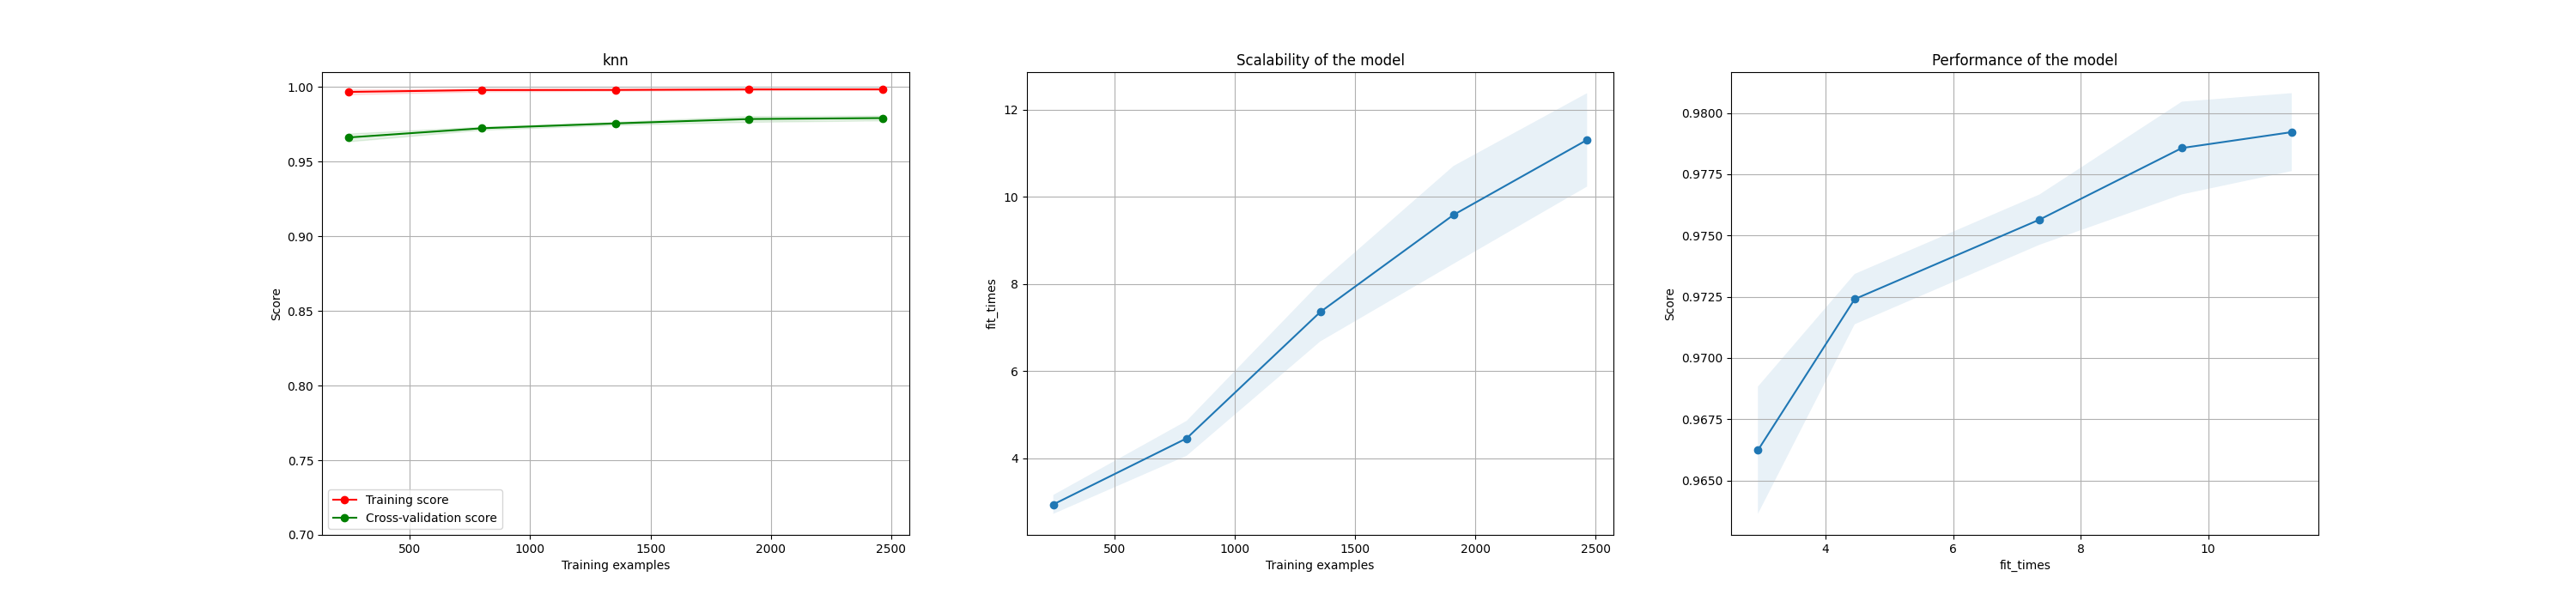 knn
1.00
0.95
0.90
0.85
0.80
0.75
0.70
Score
Training score
Cross-validation score
500 1000 1500 2000 2500
Training examples
Scalability of the model
12
10
8
6
4
fit_times
500 1000 1500 2000 2500
Training examples
Performance of the model
0.9800
0.9775
0.9750
0.9725
0.9700
0.9675
0.9650
Score
4 6 8 10
fit_times